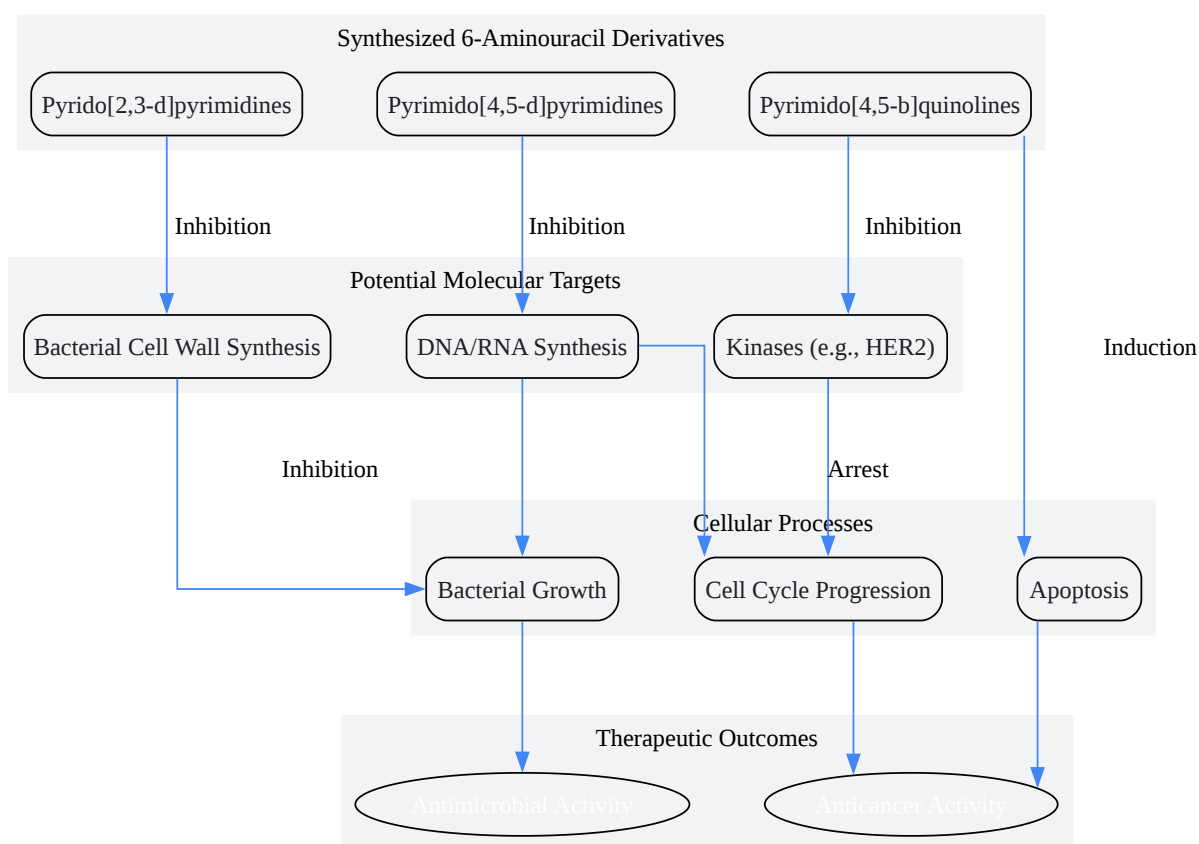 Synthesized 6-Aminouracil Derivatives
Pyrido[2,3-d]pyrimidines
Pyrimido[4,5-d]pyrimidines
Pyrimido[4,5-b]quinolines
Inhibition
Inhibition
Inhibition
Potential Molecular Targets
Bacterial Cell Wall Synthesis
DNA/RNA Synthesis
Kinases (e.g., HER2)
Induction
Inhibition
Arrest
Cellular Processes
Bacterial Growth
Cell Cycle Progression
Apoptosis
Therapeutic Outcomes
Antimicrobial Activity
Anticancer Activity